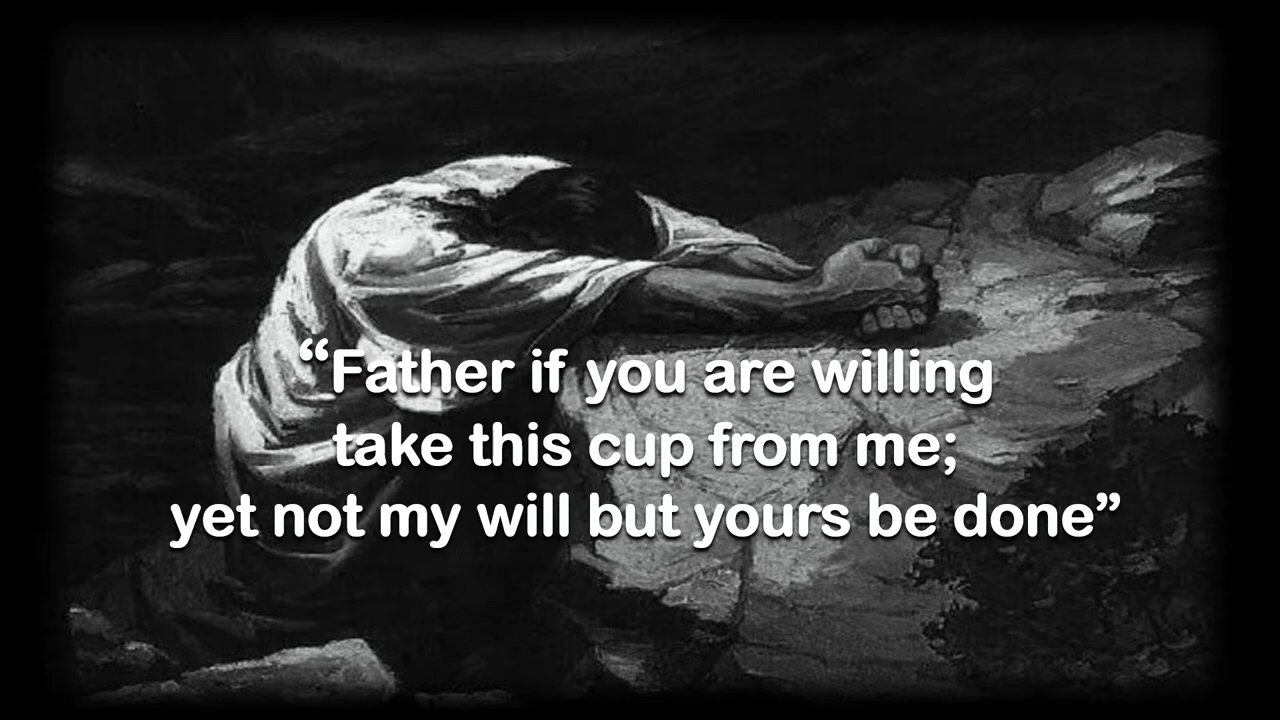 “Father if you are willing
take this cup from me;
yet not my will but yours be done”